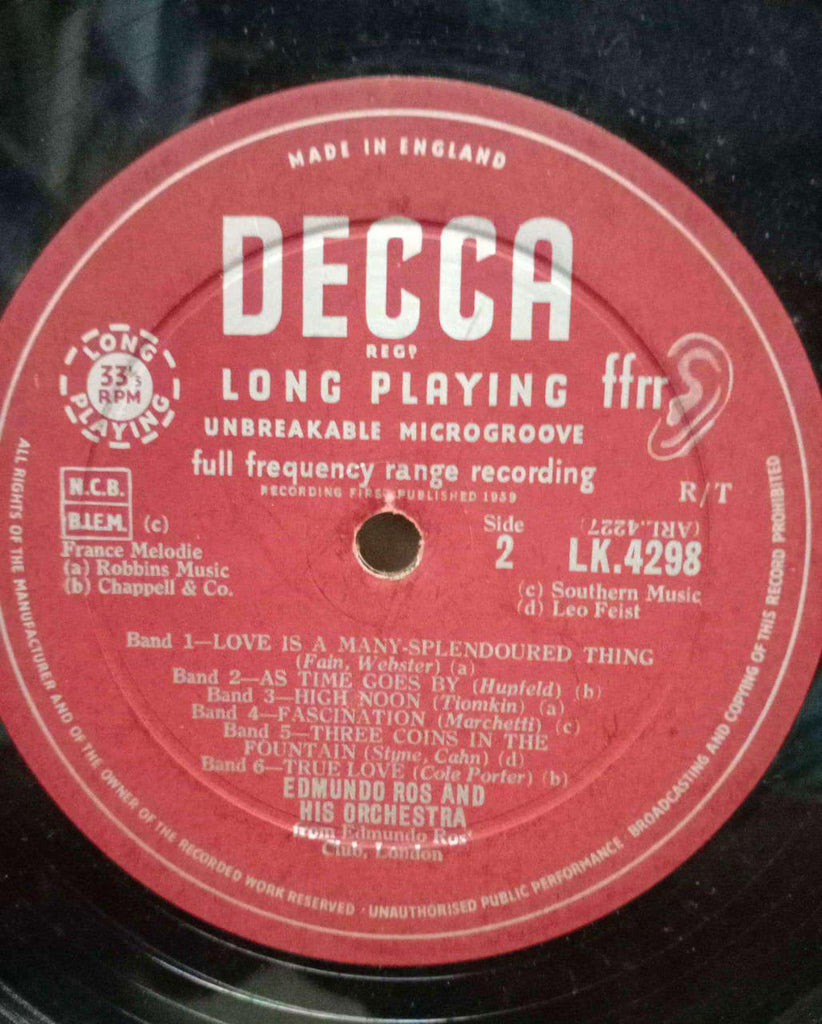 MADE IN ENGLAND
DECCA
REGD
LONG PLAYING
ffrr
LONG
33⅓
RPM
PLAYING
UNBREAKABLE MICROGROOVE
full frequency range recording
RECORDING FIRST PUBLISHED 1959
R/T
N.C.B.
B.I.E.M. (c)
France Melodie
(a) Robbins Music
(b) Chappell & Co.
Side
2
(ARL.4227)
LK.4298
(c) Southern Music
(d) Leo Feist
Band 1—LOVE IS A MANY-SPLENDOURED THING
(Fain, Webster) (a)
Band 2—AS TIME GOES BY (Hupfeld) (b)
Band 3—HIGH NOON (Tiomkin) (a)
Band 4—FASCINATION (Marchetti) (c)
Band 5—THREE COINS IN THE
FOUNTAIN (Styne, Cahn) (d)
Band 6—TRUE LOVE (Cole Porter) (b)
EDMUNDO ROS AND
HIS ORCHESTRA
from Edmundo Ros'
Club, London
ALL RIGHTS OF THE MANUFACTURER AND OF THE OWNER OF THE RECORDED WORK RESERVED · UNAUTHORISED PUBLIC PERFORMANCE · BROADCASTING AND COPYING OF THIS RECORD PROHIBITED